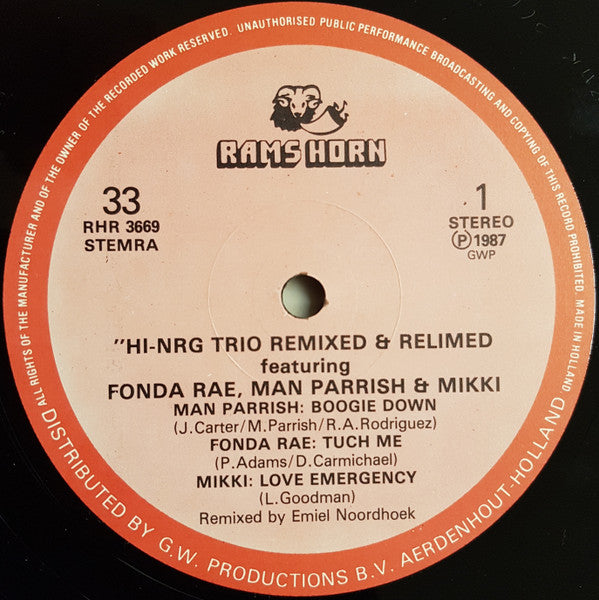 ALL RIGHTS OF THE MANUFACTURER AND OF THE OWNER OF THE RECORDED WORK RESERVED. UNAUTHORISED PUBLIC PERFORMANCE BROADCASTING AND COPYING OF THIS RECORD PROHIBITED. MADE IN HOLLAND
RAMS HORN
33
RHR 3669
STEMRA
1
STEREO
Ⓟ1987
GWP
"HI-NRG TRIO REMIXED & RELIMED
featuring
FONDA RAE, MAN PARRISH & MIKKI
MAN PARRISH: BOOGIE DOWN
(J.Carter/M.Parrish/R.A.Rodriguez)
FONDA RAE: TUCH ME
(P.Adams/D.Carmichael)
MIKKI: LOVE EMERGENCY
(L.Goodman)
Remixed by Emiel Noordhoek
DISTRIBUTED BY G.W. PRODUCTIONS B.V. AERDENHOUT-HOLLAND